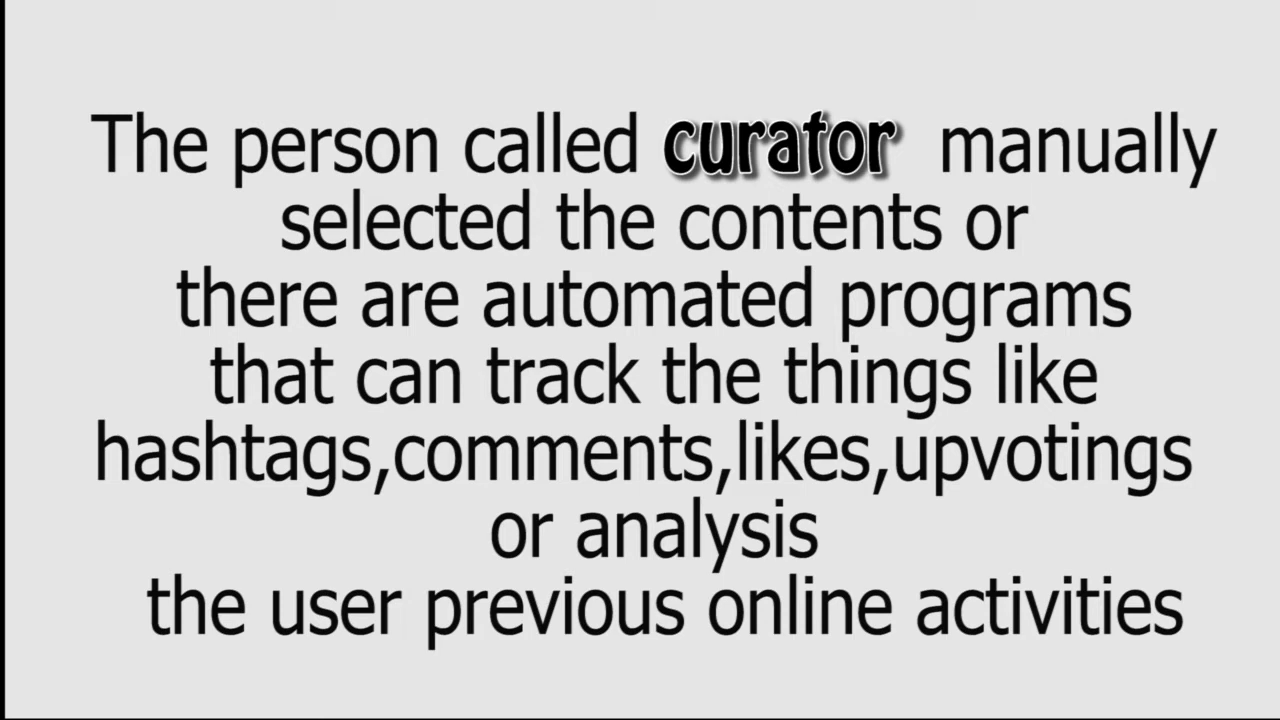 The person called curator manually
selected the contents or
there are automated programs
that can track the things like
hashtags,comments,likes,upvotings
or analysis
the user previous online activities